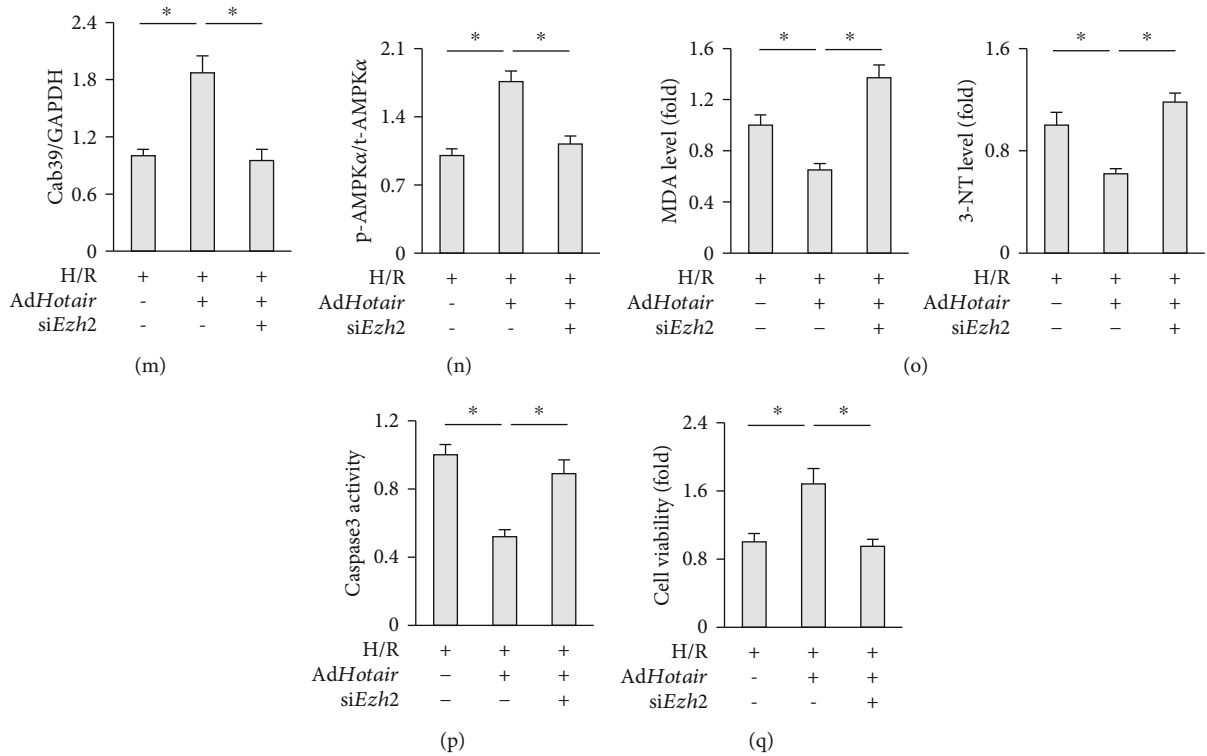 * *
2.4
1.8
1.2
0.6
0
Cab39/GAPDH
H/R + + +
AdHotair - + +
siEzh2 - - +
(m)
* *
2.1
1.4
0.7
0
p-AMPKα/t-AMPKα
H/R + + +
AdHotair - + +
siEzh2 - - +
(n)
* *
1.6
1.2
0.8
0.4
0
MDA level (fold)
H/R + + +
AdHotair – + +
siEzh2 – – +
* *
1.6
0.8
0
3-NT level (fold)
H/R + + +
AdHotair – + +
siEzh2 – – +
(o)
* *
1.2
0.8
0.4
0
Caspase3 activity
H/R + + +
AdHotair – + +
siEzh2 – – +
(p)
* *
2.4
1.6
0.8
0
Cell viability (fold)
H/R + + +
AdHotair - + +
siEzh2 - - +
(q)